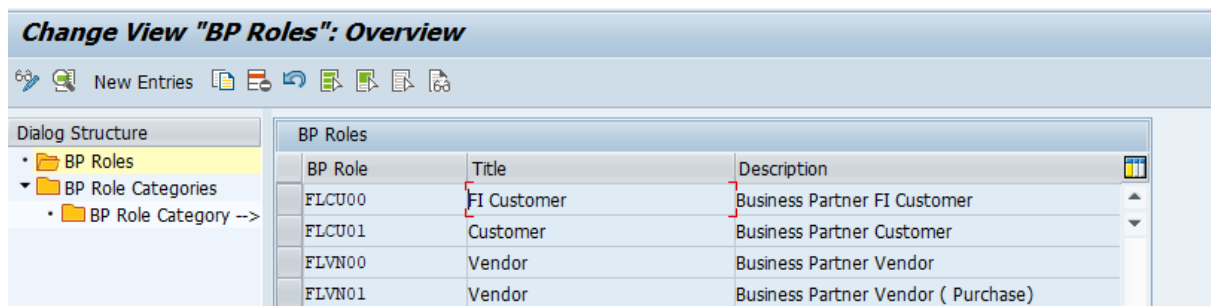 Change View "BP Roles": Overview
New Entries
Dialog Structure
BP Roles
BP Role Categories
BP Role Category -->
BP Roles
BP Role Title Description
FLCU00 FI Customer Business Partner FI Customer
FLCU01 Customer Business Partner Customer
FLVN00 Vendor Business Partner Vendor
FLVN01 Vendor Business Partner Vendor ( Purchase)